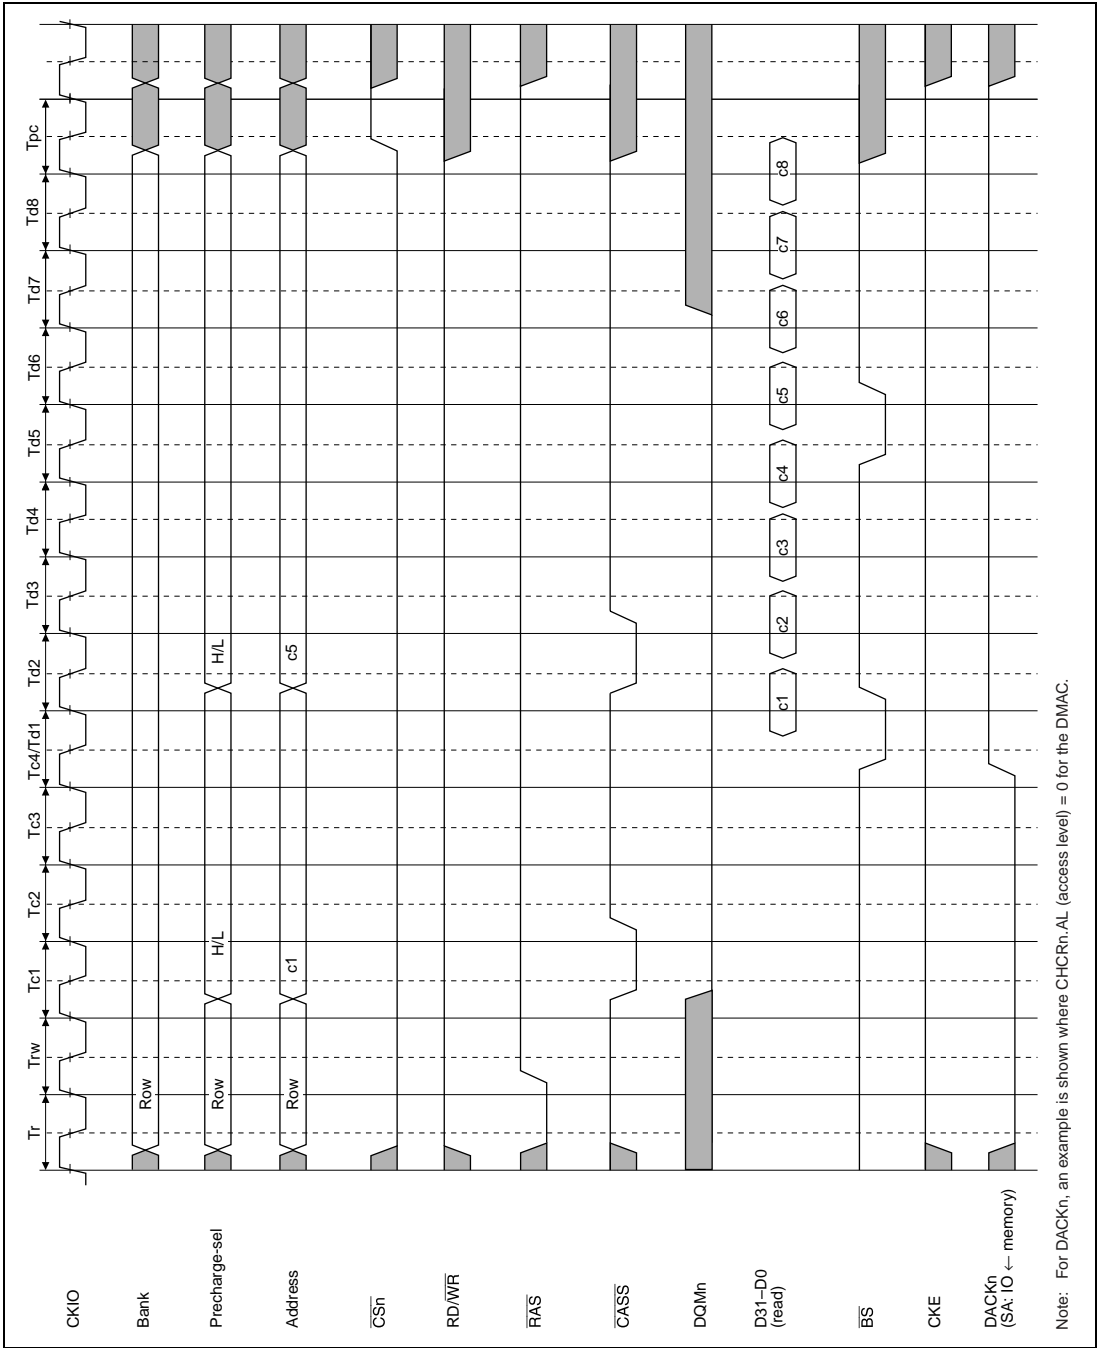 Tr Trw Tc1 Tc2 Tc3 Tc4/Td1 Td2 Td3 Td4 Td5 Td6 Td7 Td8 Tpc
CKIO
Bank Row
Precharge-sel Row H/L H/L
Address Row c1 c5
CSn
RD/WR
RAS
CASS
DQMn
D31–D0 c1 c2 c3 c4 c5 c6 c7 c8
(read)
BS
CKE
DACKn
(SA: IO ← memory)
Note: For DACKn, an example is shown where CHCRn.AL (access level) = 0 for the DMAC.